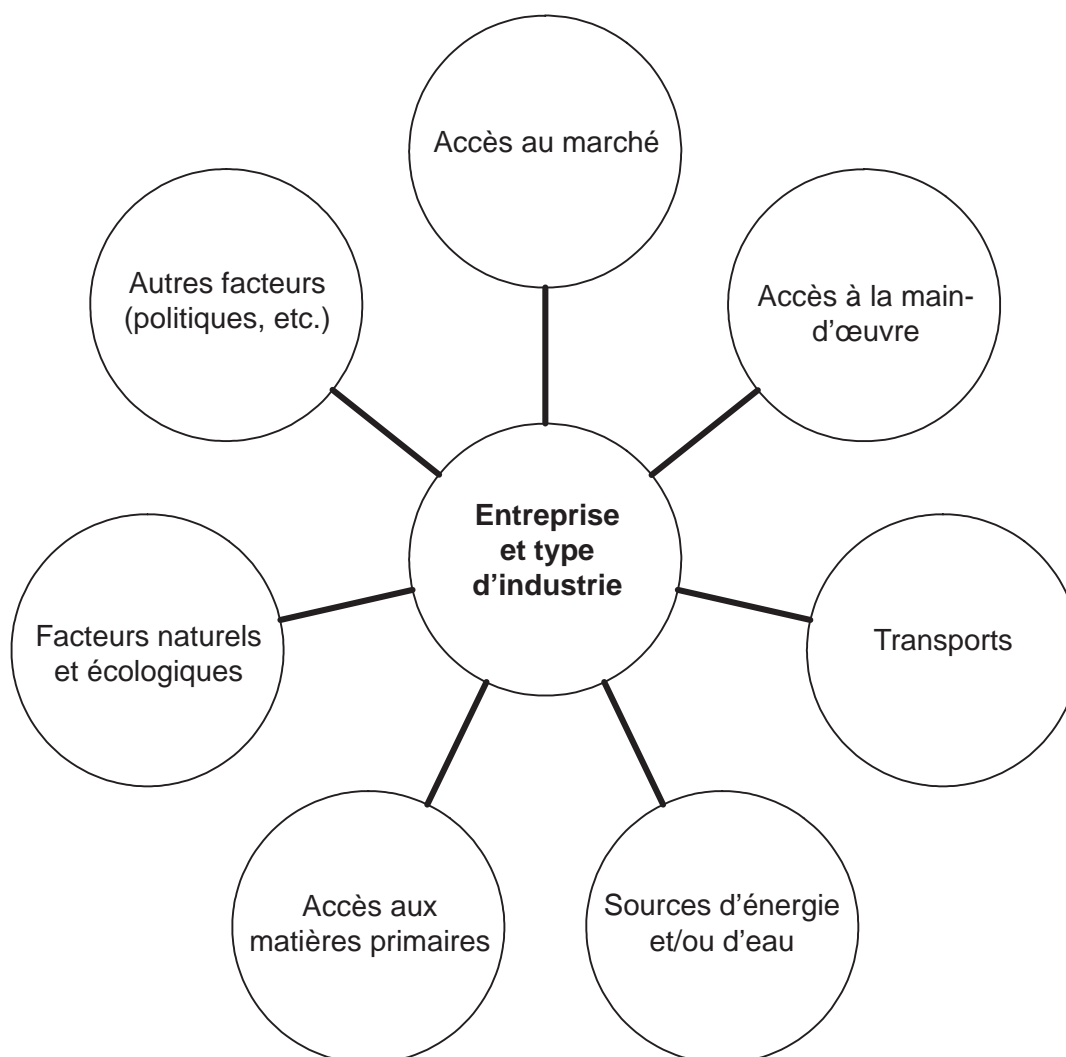 Accès au marché
Autres facteurs
(politiques, etc.)
Accès à la main-
d’œuvre
Entreprise
et type
d’industrie
Facteurs naturels
et écologiques
Transports
Accès aux
matières primaires
Sources d’énergie
et/ou d’eau